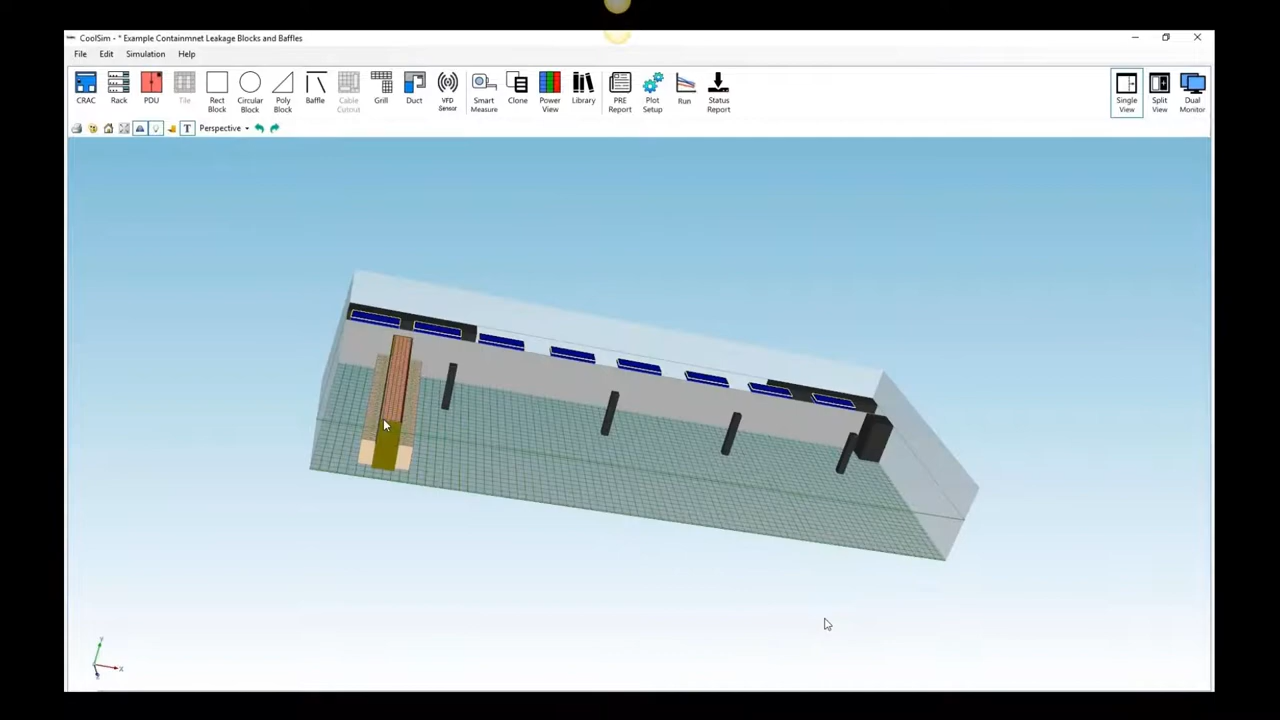 CoolSim - * Example Containmnet Leakage Blocks and Baffles
File Edit Simulation Help
CRAC Rack PDU Tile Rect Block Circular Block Poly Block Baffle Cable Cutout Grill Duct VFD Sensor Smart Measure Clone Power View Library PRE Report Plot Setup Run Status Report Single View Split View Dual Monitor
T Perspective
Y
X